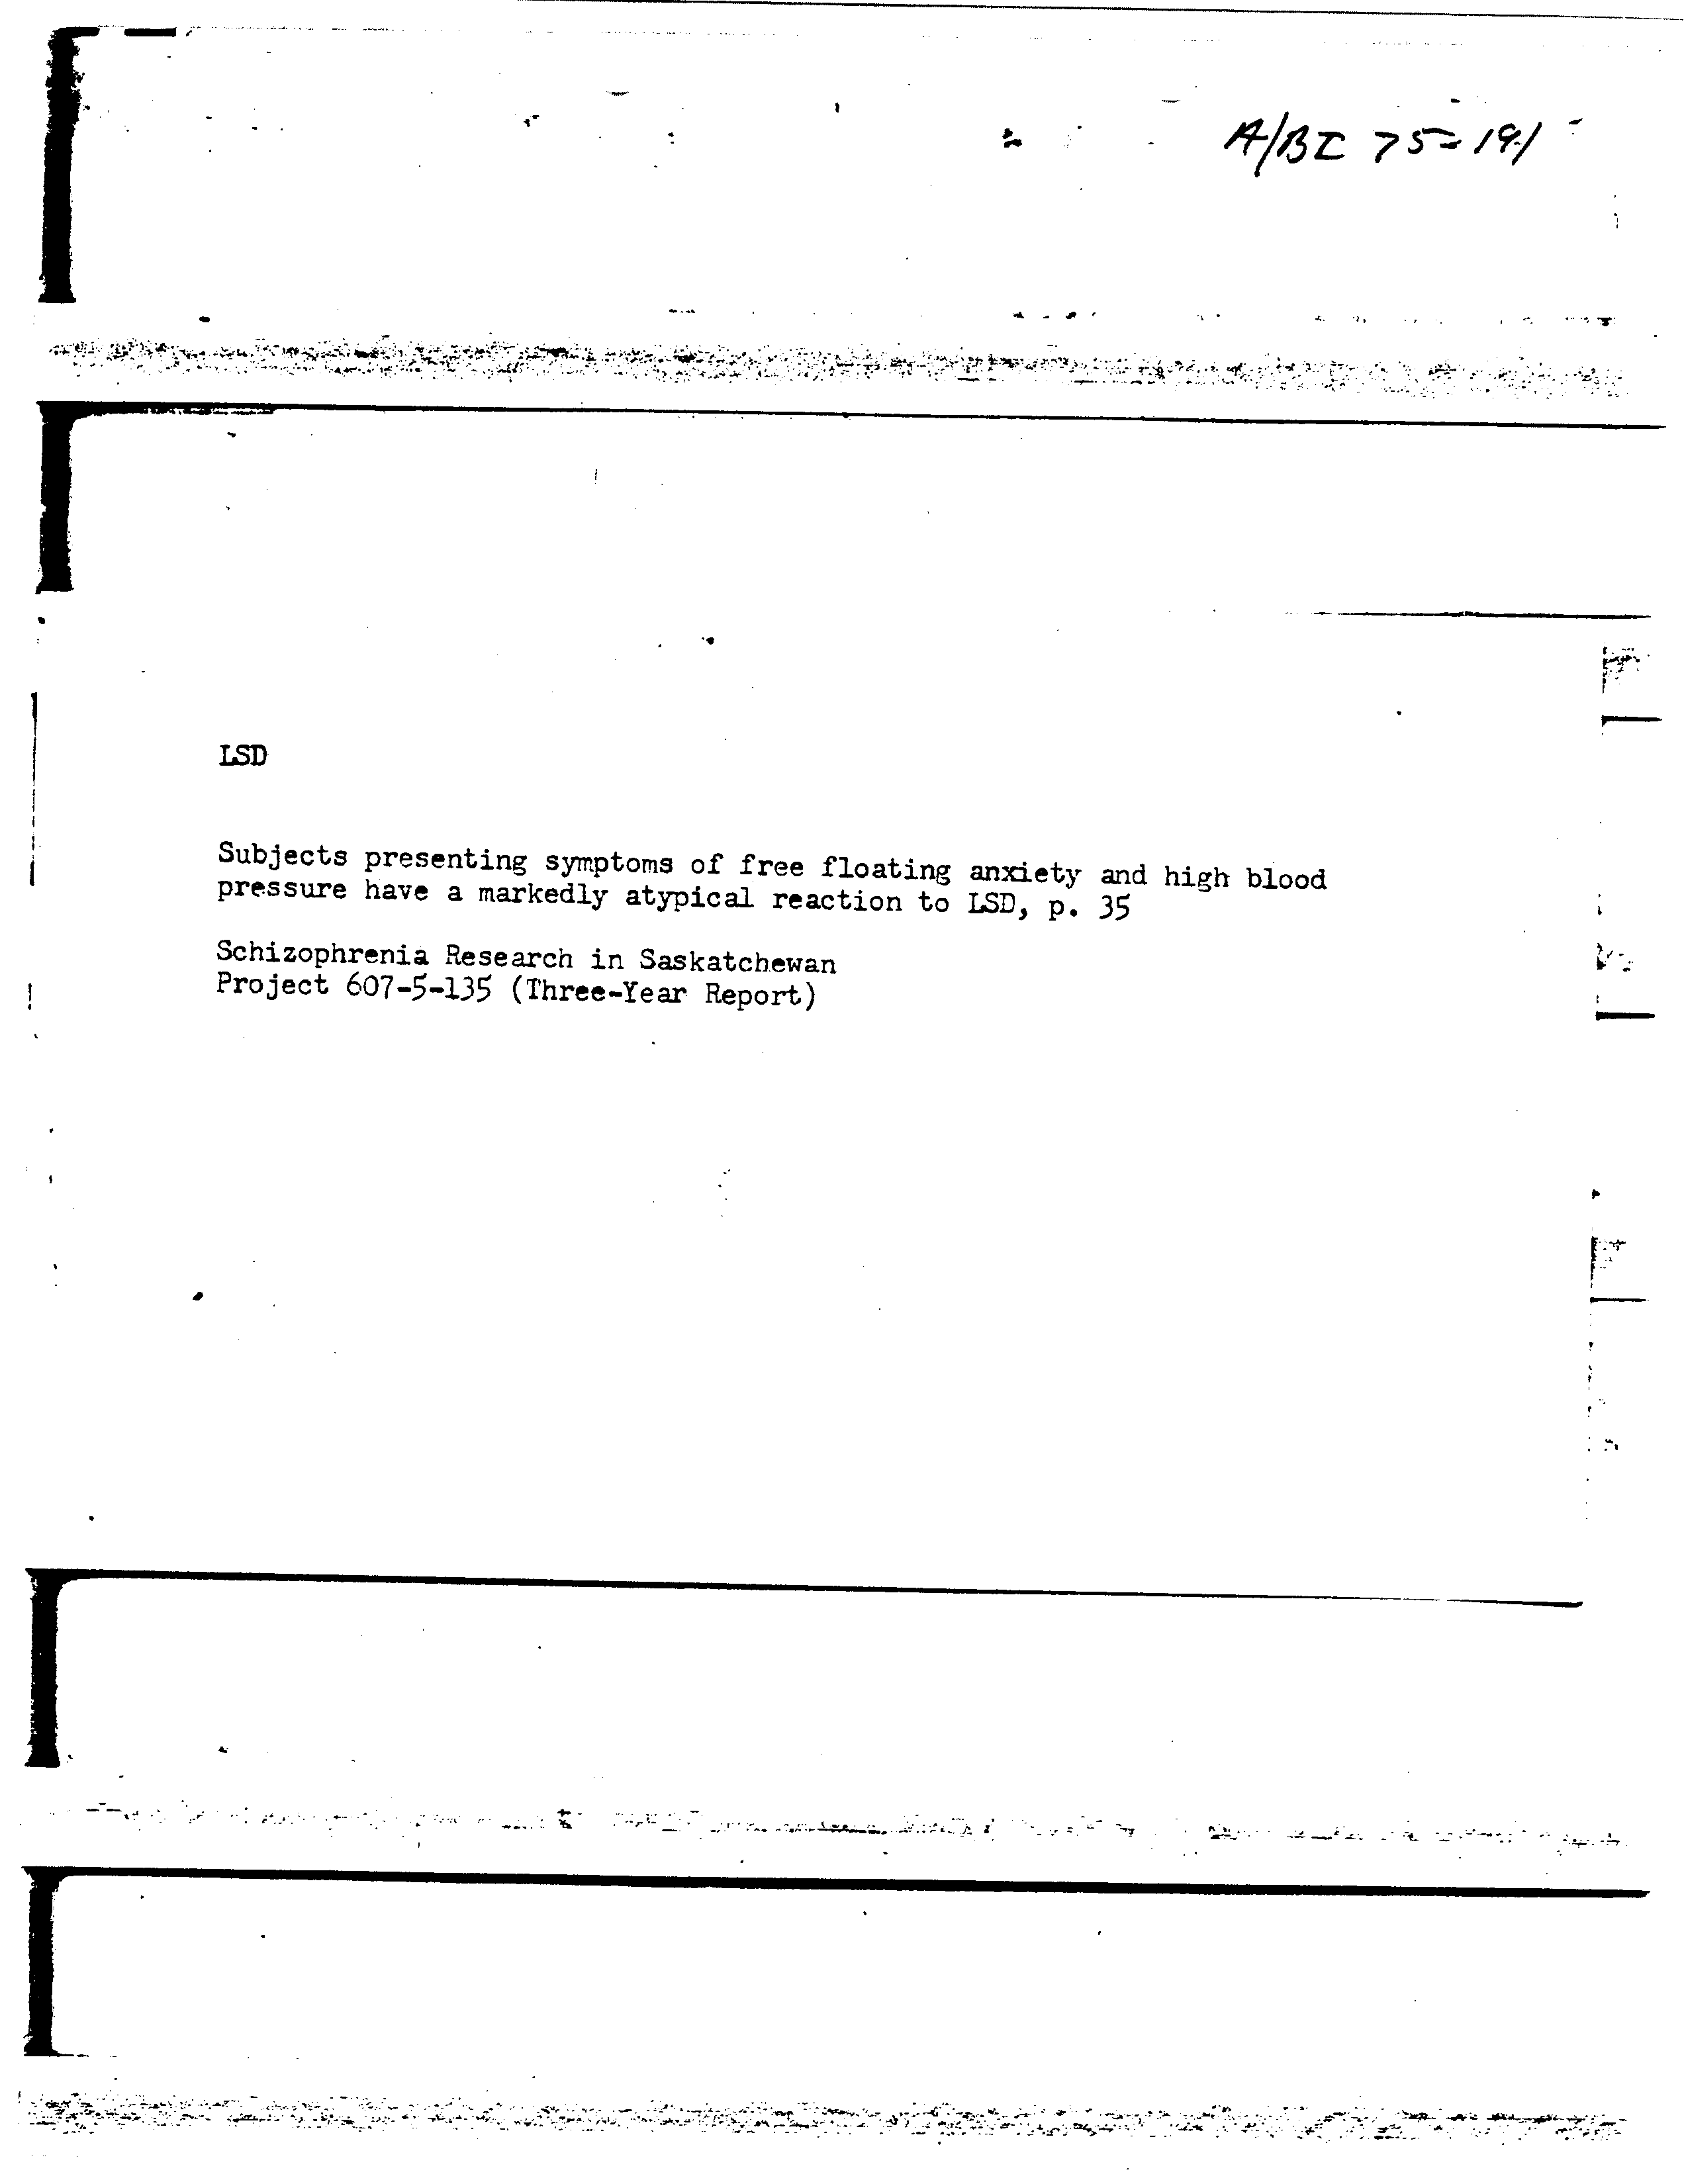 A/BI 75-191
LSD
Subjects presenting symptoms of free floating anxiety and high blood
pressure have a markedly atypical reaction to LSD, p. 35
Schizophrenia Research in Saskatchewan
Project 607-5-135 (Three-Year Report)